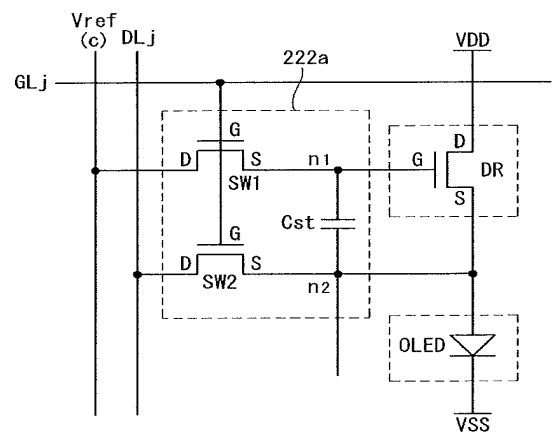 Vref
(c) DLj
222a
VDD
GLj
G
D S n1 G D DR
SW1 S
Cst
G
D S
SW2 n2
OLED
VSS